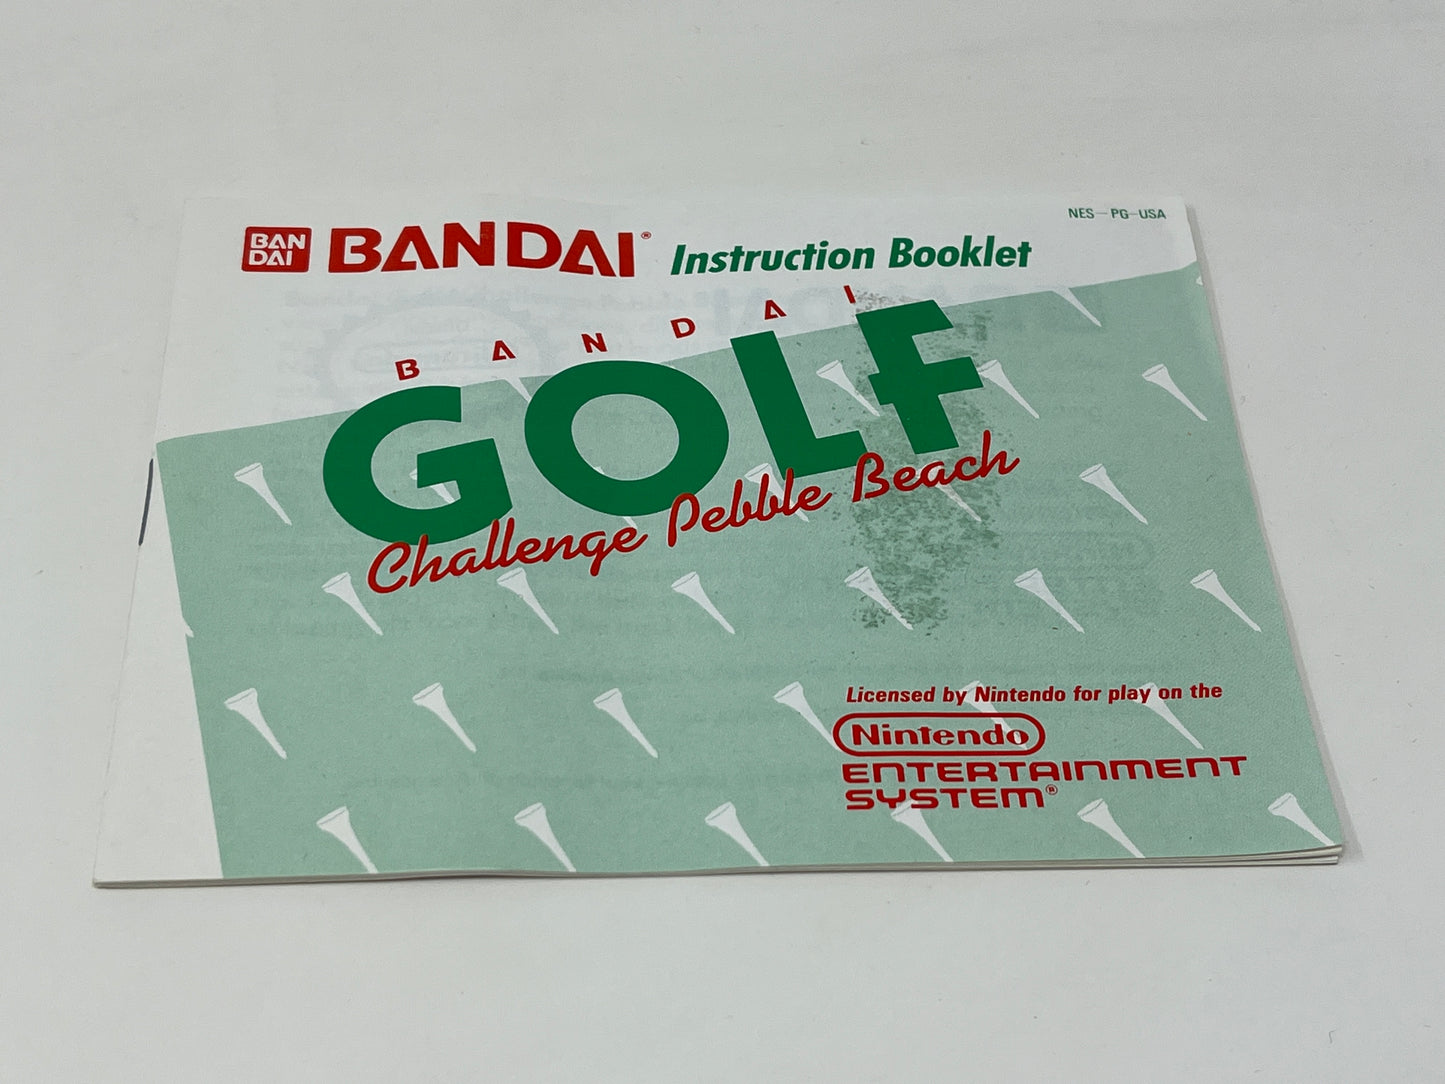 NES-PG-USA
BAN
DAI
BANDAI® Instruction Booklet
BANDAI
GOLF
Challenge Pebble Beach
Licensed by Nintendo for play on the
Nintendo
ENTERTAINMENT
SYSTEM®